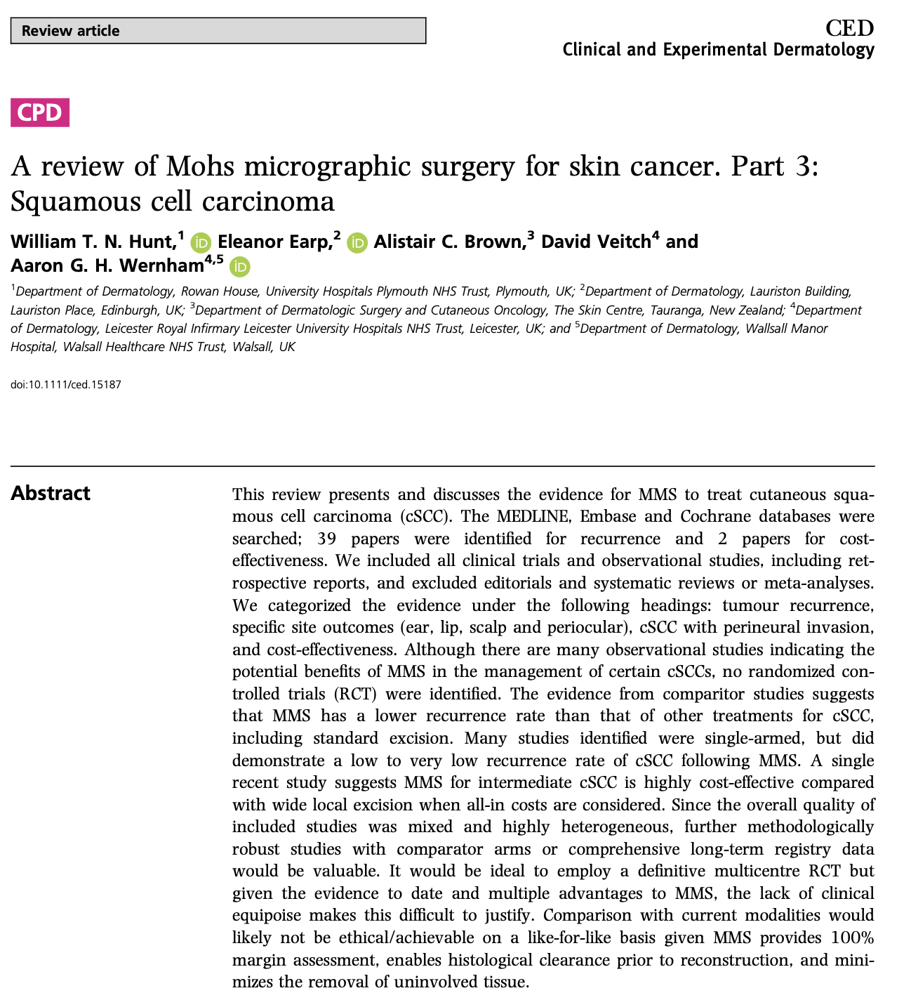 Review article
CED
Clinical and Experimental Dermatology
CPD
A review of Mohs micrographic surgery for skin cancer. Part 3:
Squamous cell carcinoma
William T. N. Hunt,1 iD Eleanor Earp,2 iD Alistair C. Brown,3 David Veitch4 and
Aaron G. H. Wernham4,5 iD
1Department of Dermatology, Rowan House, University Hospitals Plymouth NHS Trust, Plymouth, UK; 2Department of Dermatology, Lauriston Building,
Lauriston Place, Edinburgh, UK; 3Department of Dermatologic Surgery and Cutaneous Oncology, The Skin Centre, Tauranga, New Zealand; 4Department
of Dermatology, Leicester Royal Infirmary Leicester University Hospitals NHS Trust, Leicester, UK; and 5Department of Dermatology, Wallsall Manor
Hospital, Walsall Healthcare NHS Trust, Walsall, UK
doi:10.1111/ced.15187
Abstract
This review presents and discusses the evidence for MMS to treat cutaneous squa-
mous cell carcinoma (cSCC). The MEDLINE, Embase and Cochrane databases were
searched; 39 papers were identified for recurrence and 2 papers for cost-
effectiveness. We included all clinical trials and observational studies, including ret-
rospective reports, and excluded editorials and systematic reviews or meta-analyses.
We categorized the evidence under the following headings: tumour recurrence,
specific site outcomes (ear, lip, scalp and periocular), cSCC with perineural invasion,
and cost-effectiveness. Although there are many observational studies indicating the
potential benefits of MMS in the management of certain cSCCs, no randomized con-
trolled trials (RCT) were identified. The evidence from comparitor studies suggests
that MMS has a lower recurrence rate than that of other treatments for cSCC,
including standard excision. Many studies identified were single-armed, but did
demonstrate a low to very low recurrence rate of cSCC following MMS. A single
recent study suggests MMS for intermediate cSCC is highly cost-effective compared
with wide local excision when all-in costs are considered. Since the overall quality of
included studies was mixed and highly heterogeneous, further methodologically
robust studies with comparator arms or comprehensive long-term registry data
would be valuable. It would be ideal to employ a definitive multicentre RCT but
given the evidence to date and multiple advantages to MMS, the lack of clinical
equipoise makes this difficult to justify. Comparison with current modalities would
likely not be ethical/achievable on a like-for-like basis given MMS provides 100%
margin assessment, enables histological clearance prior to reconstruction, and mini-
mizes the removal of uninvolved tissue.